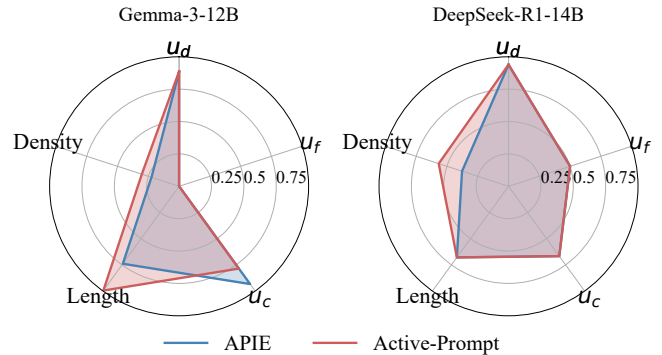 Gemma-3-12B
DeepSeek-R1-14B
u_d
u_d
Density
u_f
Density
u_f
0.25 0.5 0.75
0.25 0.5 0.75
Length
u_c
Length
u_c
APIE
Active-Prompt